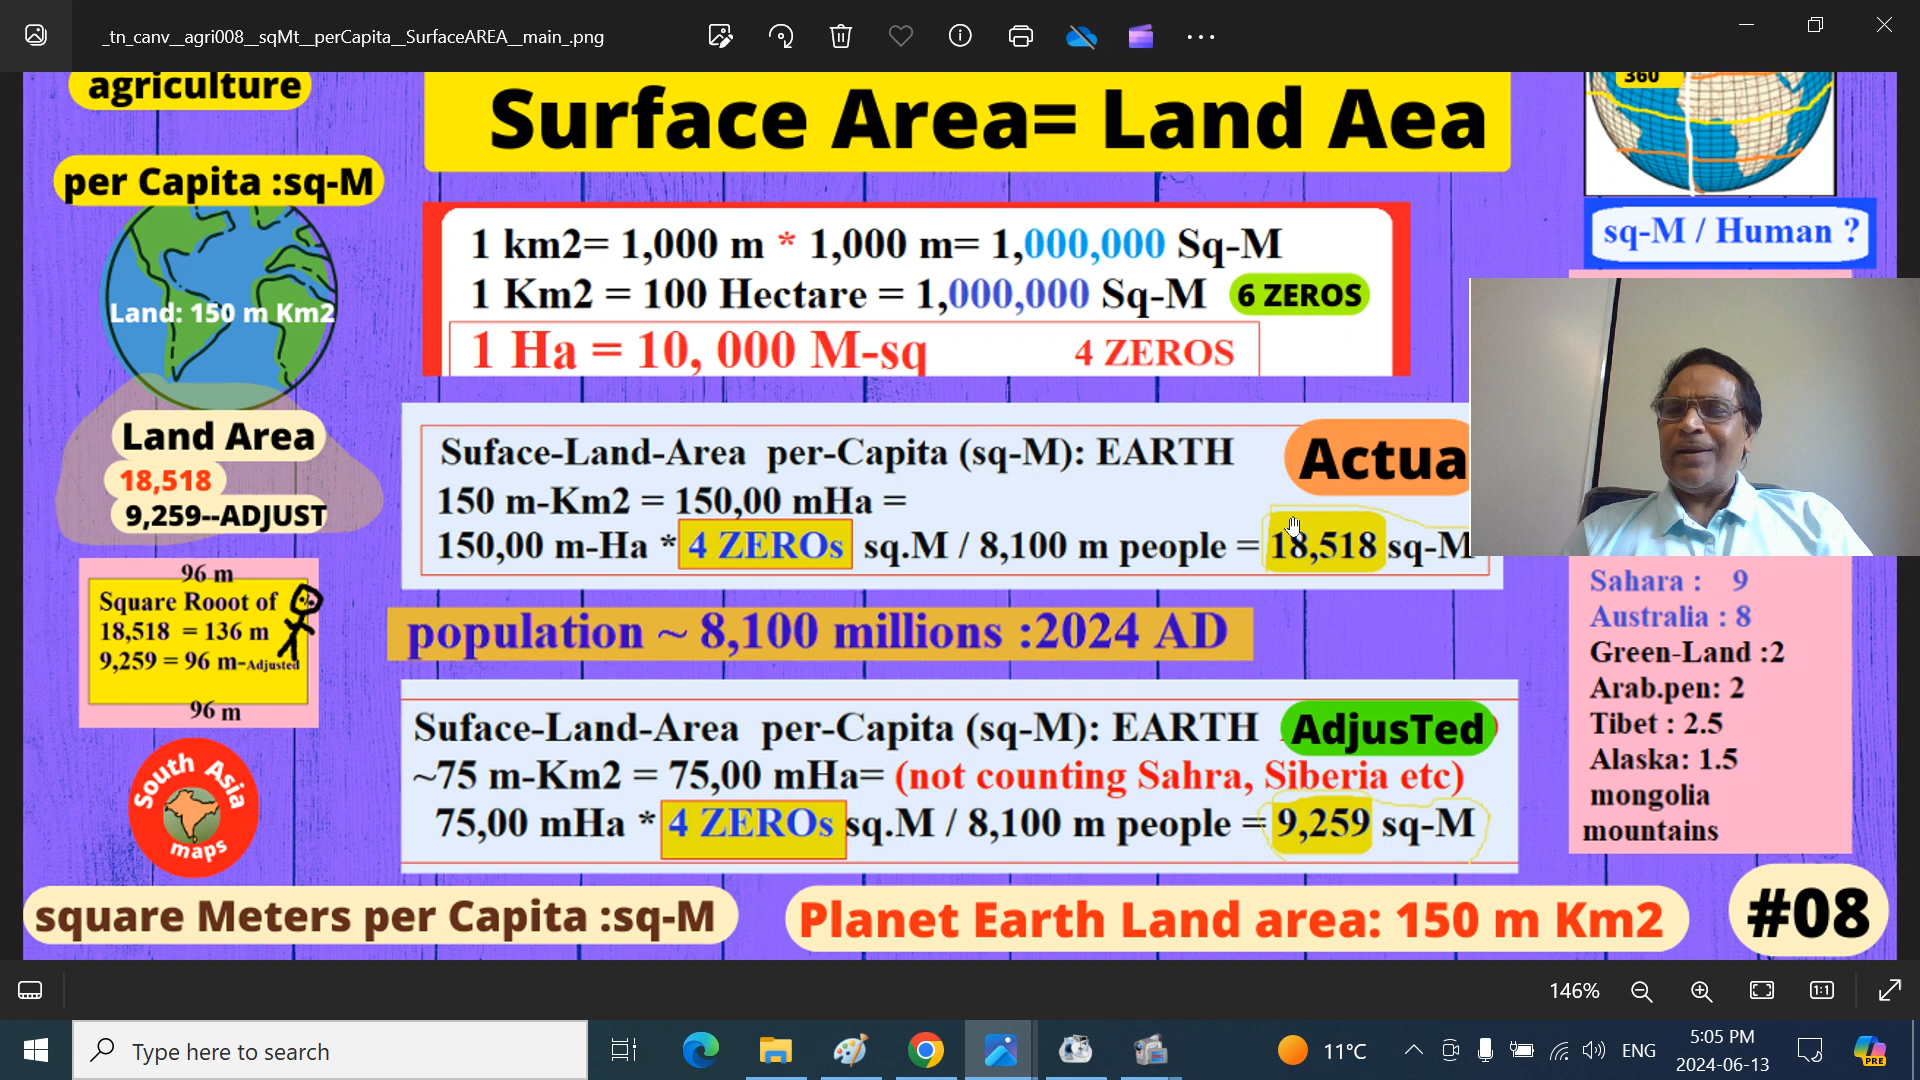 _tn_canv__agri008__sqMt__perCapita__SurfaceAREA__main_.png
agriculture
Surface Area= Land Aea
360
per Capita :sq-M
Land: 150 m Km2
1 km2= 1,000 m * 1,000 m= 1,000,000 Sq-M
1 Km2 = 100 Hectare = 1,000,000 Sq-M 6 ZEROS
1 Ha = 10, 000 M-sq 4 ZEROS
sq-M / Human ?
Land Area
18,518
9,259--ADJUST
Suface-Land-Area per-Capita (sq-M): EARTH Actua
150 m-Km2 = 150,00 mHa =
150,00 m-Ha * 4 ZEROs sq.M / 8,100 m people = 18,518 sq-M
96 m
Square Rooot of
18,518 = 136 m
9,259 = 96 m-Adjusted
96 m
population ~ 8,100 millions :2024 AD
Suface-Land-Area per-Capita (sq-M): EARTH AdjusTed
~75 m-Km2 = 75,00 mHa= (not counting Sahra, Siberia etc)
75,00 mHa * 4 ZEROs sq.M / 8,100 m people = 9,259 sq-M
Sahara : 9
Australia : 8
Green-Land :2
Arab.pen: 2
Tibet : 2.5
Alaska: 1.5
mongolia
mountains
South Asia
maps
square Meters per Capita :sq-M
Planet Earth Land area: 150 m Km2
#08
146%
1:1
Type here to search
11°C
ENG
5:05 PM
2024-06-13
PRE